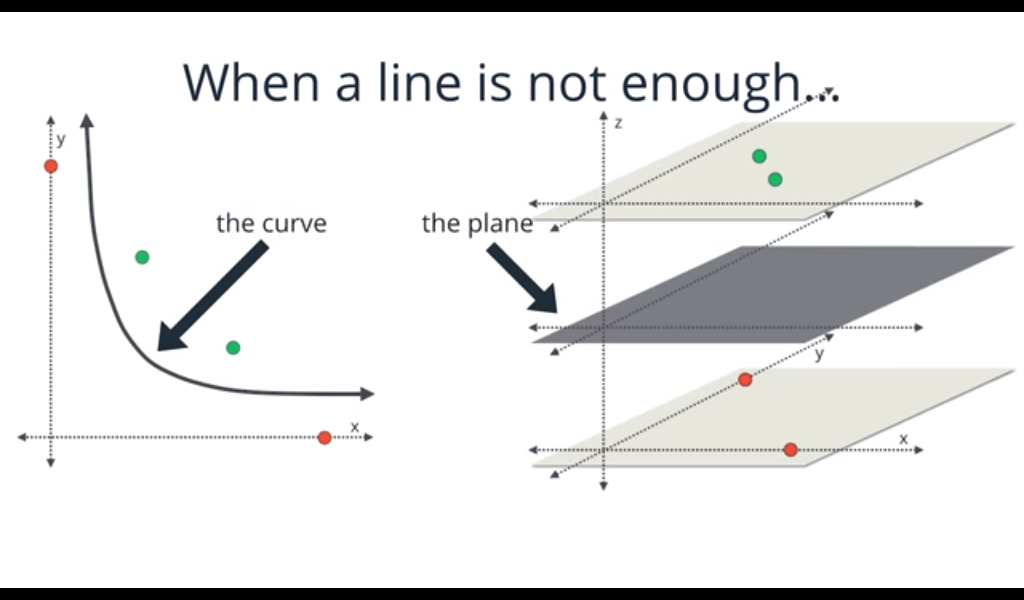 When a line is not enough...
y
the curve
x
the plane
z
y
x